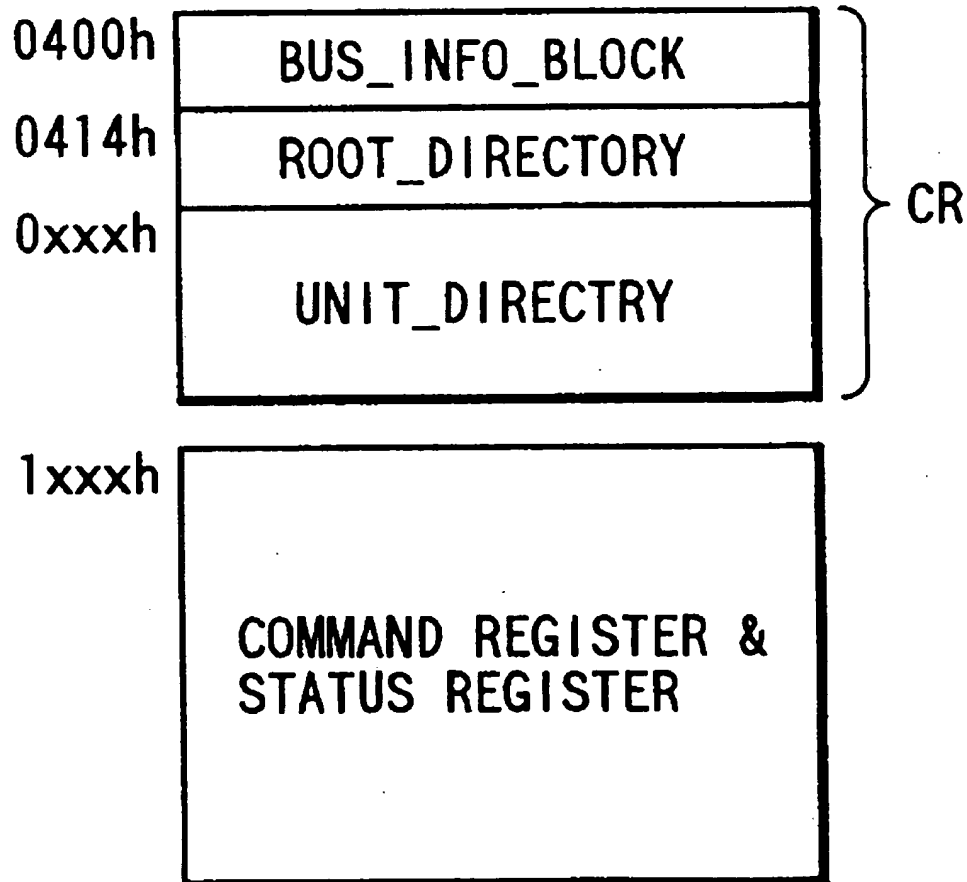 0400h BUS_INFO_BLOCK
0414h ROOT_DIRECTORY
CR
0xxxh
UNIT_DIRECTRY
1xxxh
COMMAND REGISTER &
STATUS REGISTER